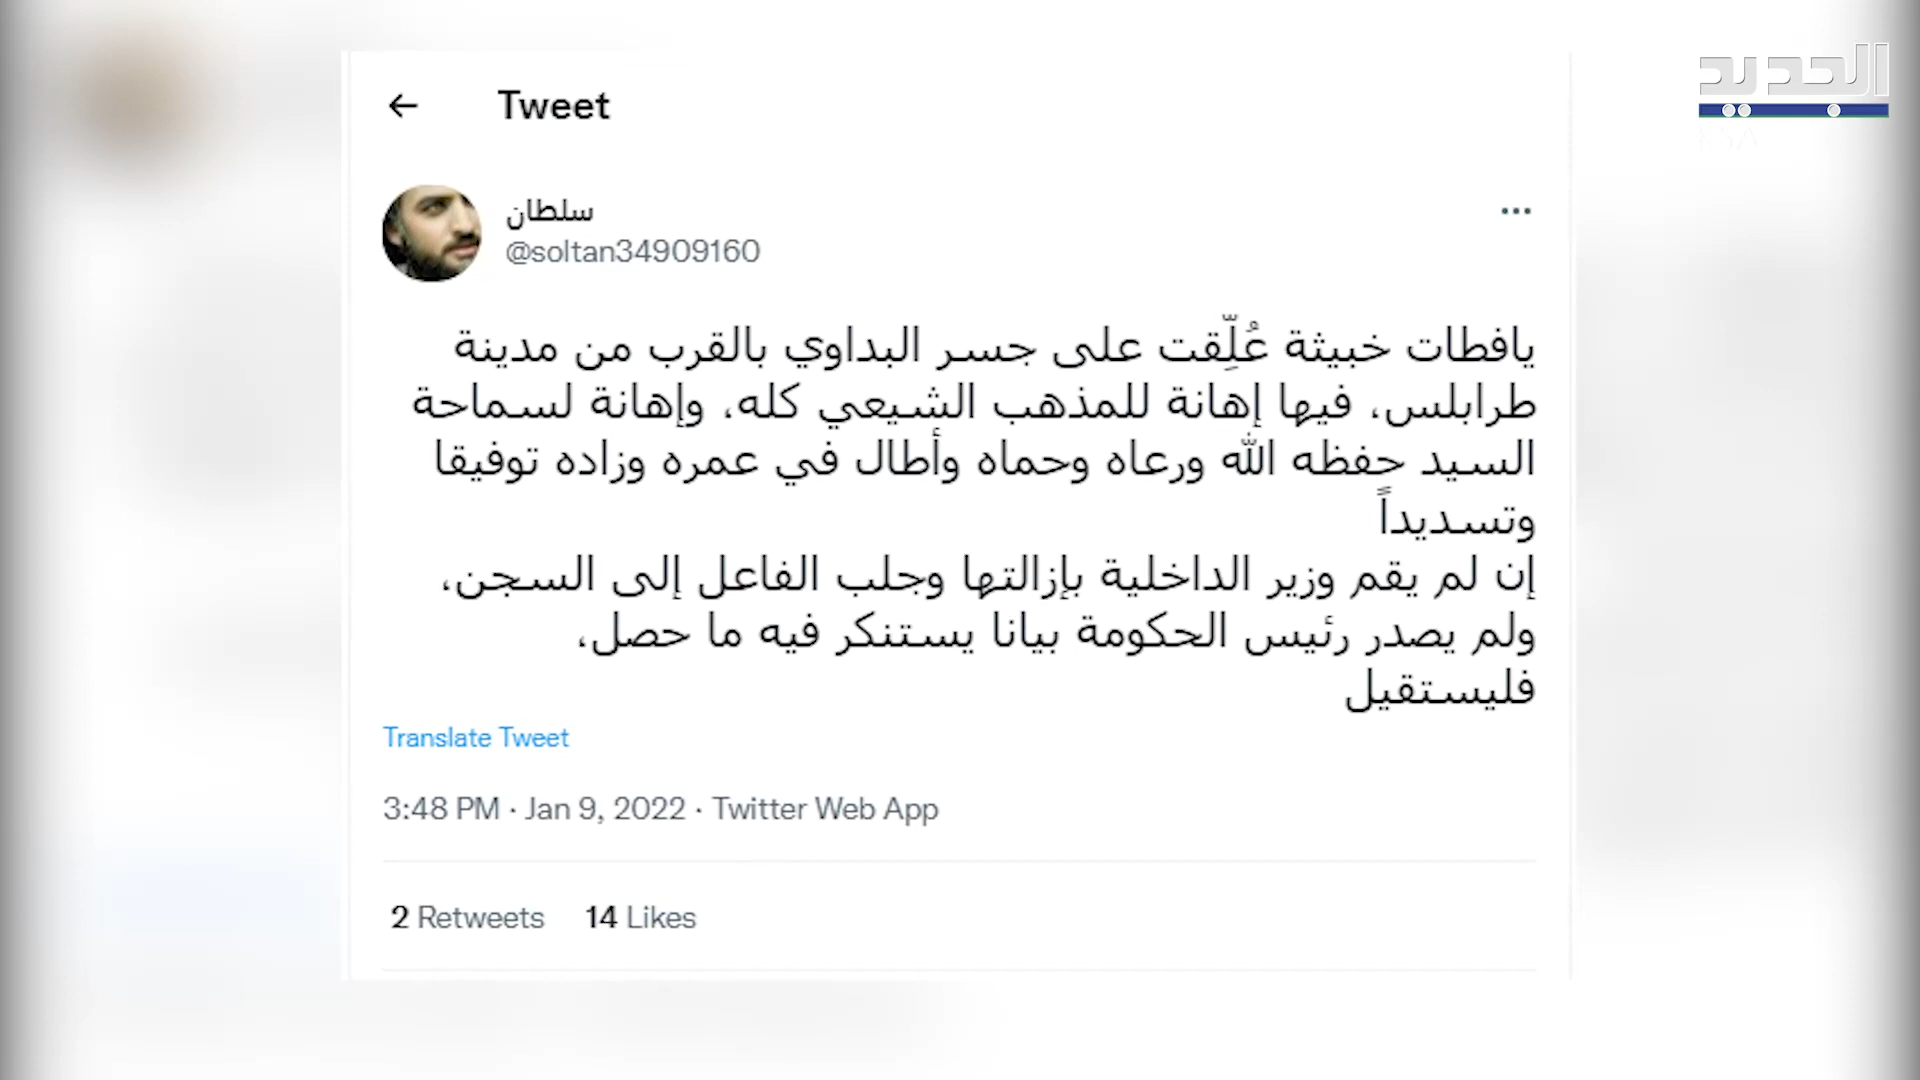 الجديد
Tweet
سلطان
@soltan34909160
يافطات خبيثة عُلِّقت على جسر البداوي بالقرب من مدينة
طرابلس، فيها إهانة للمذهب الشيعي كله، وإهانة لسماحة
السيد حفظه الله ورعاه وحماه وأطال في عمره وزاده توفيقا
وتسديداً
إن لم يقم وزير الداخلية بإزالتها وجلب الفاعل إلى السجن،
ولم يصدر رئيس الحكومة بيانا يستنكر فيه ما حصل،
فليستقيل
Translate Tweet
3:48 PM · Jan 9, 2022 · Twitter Web App
2 Retweets 14 Likes